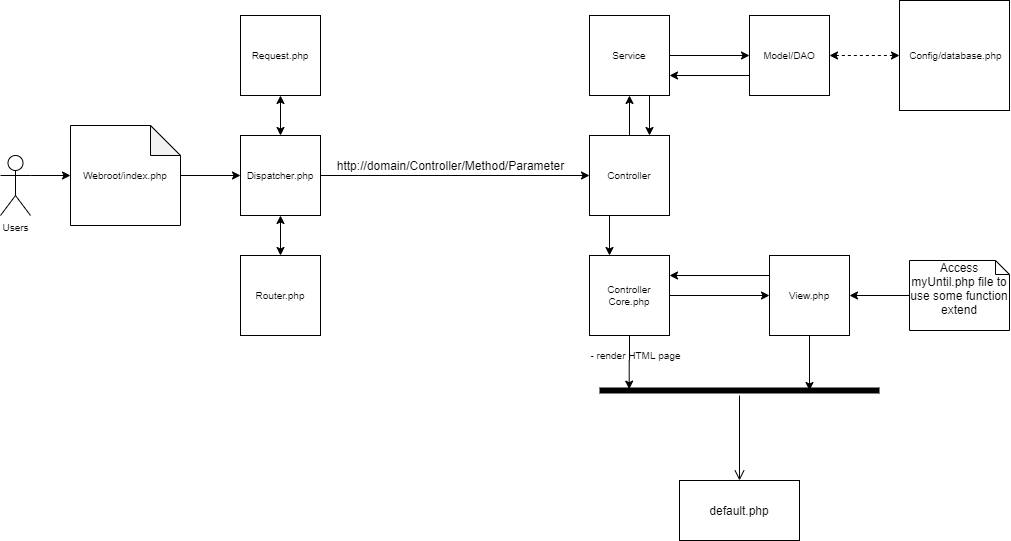 Request.php
Service
Model/DAO
Config/database.php
http://domain/Controller/Method/Parameter
Webroot/index.php
Dispatcher.php
Controller
Users
Router.php
Controller
Core.php
View.php
Access
myUntil.php file to
use some function
extend
- render HTML page
default.php